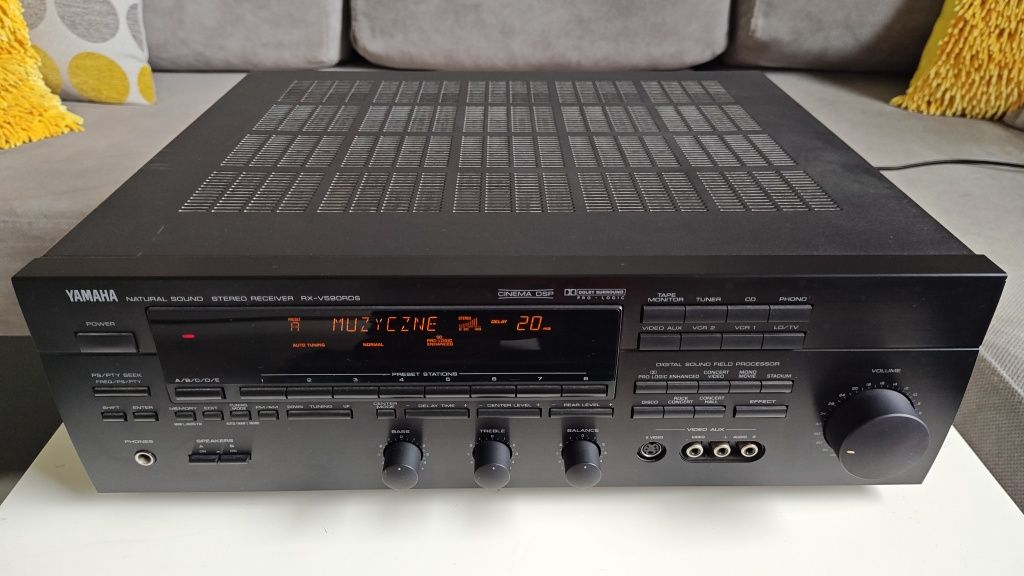 YAMAHA NATURAL SOUND STEREO RECEIVER RX-V590RDS
CINEMA DSP DOLBY SURROUND
PRO · LOGIC
POWER
PRESET
A MUZYCZNE STEREO DELAY 20 mS
AUTO TUNING NORMAL PRO LOGIC
ENHANCED
PRESET STATIONS
2 3 4 5 6 7 8
TAPE
MONITOR TUNER CD PHONO
VIDEO AUX VCR 2 VCR 1 LD/TV
PS/PTY SEEK
FREQ/PS/PTY
A/B/C/D/E
SHIFT ENTER MEMORY EDIT TUNING
MODE FM/AM DOWN TUNING UP
CENTER
MODE DELAY TIME + − CENTER LEVEL + REAR LEVEL +
DIGITAL SOUND FIELD PROCESSOR
PRO LOGIC ENHANCED CONCERT
VIDEO MONO
MOVIE STADIUM
DISCO ROCK
CONCERT CONCERT
HALL EFFECT
VOLUME
PHONES
SPEAKERS
A B
ON ON
BASS TREBLE BALANCE
VIDEO AUX
S VIDEO VIDEO L AUDIO R